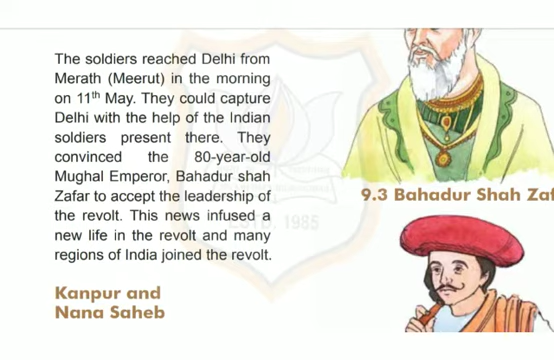 The soldiers reached Delhi from
Merath (Meerut) in the morning
on 11th May. They could capture
Delhi with the help of the Indian
soldiers present there. They
convinced the 80-year-old
Mughal Emperor, Bahadur shah
Zafar to accept the leadership of
the revolt. This news infused a
new life in the revolt and many
regions of India joined the revolt.
9.3 Bahadur Shah Zaf
Kanpur and
Nana Saheb
ESTD. 1985